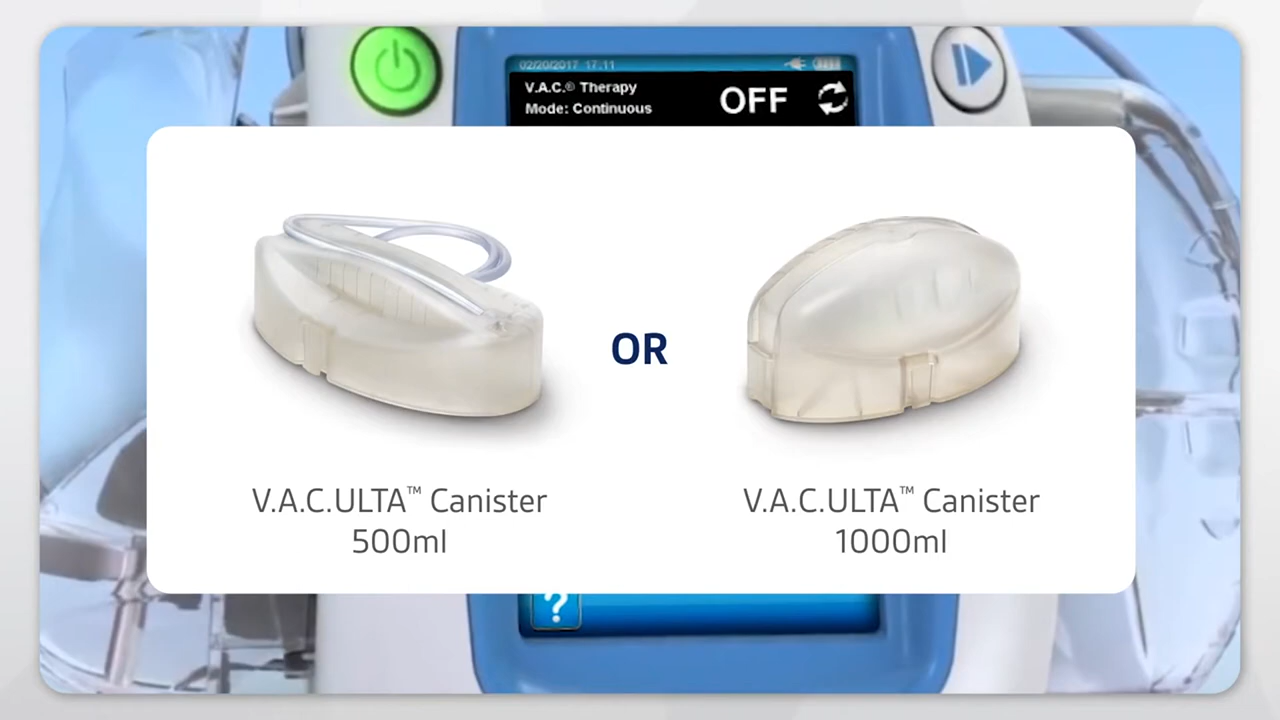 02/20/2017 17:11
V.A.C.® Therapy
Mode: Continuous
OFF
OR
V.A.C.ULTA™ Canister
500ml
V.A.C.ULTA™ Canister
1000ml
?